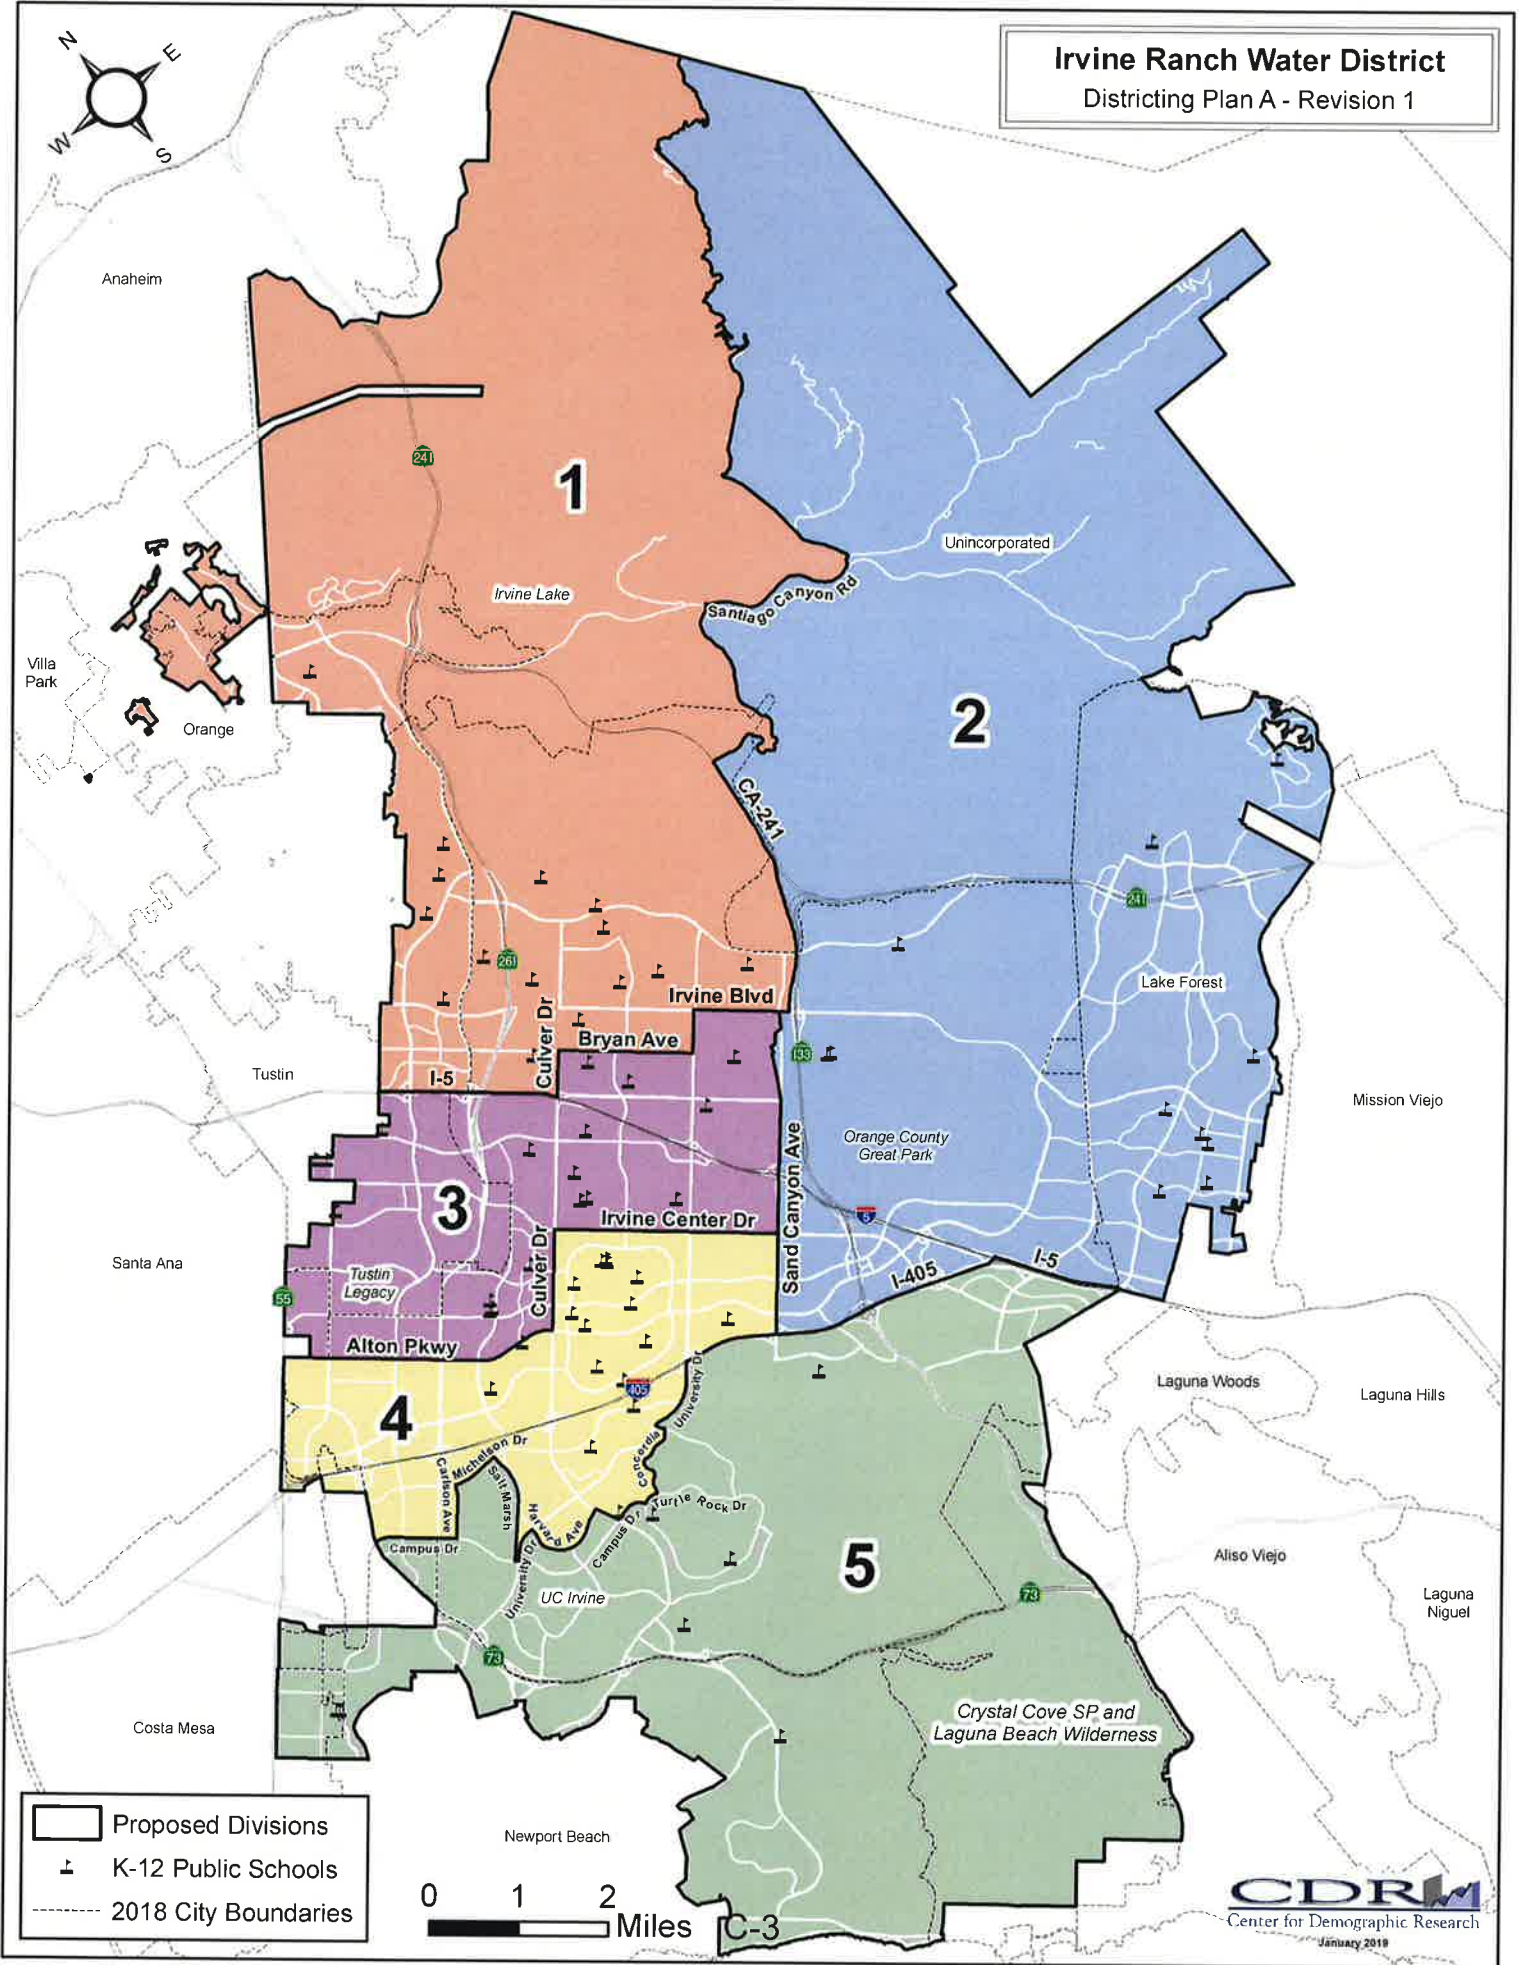 Irvine Ranch Water District
Districting Plan A - Revision 1
N
E
W
S
Anaheim
241
1
Unincorporated
Irvine Lake
Santiago Canyon Rd
Villa
Park
Orange
2
CA-241
241
261
Lake Forest
Irvine Blvd
Culver Dr
Bryan Ave
133
I-5
Tustin
Mission Viejo
Orange County
Great Park
Sand Canyon Ave
3
Irvine Center Dr
5
Culver Dr
Santa Ana
I-5
I-405
Tustin
Legacy
55
Alton Pkwy
University Dr
Laguna Woods
Laguna Hills
405
4
Michelson Dr
Concordia
Carlson Ave
Salt Marsh
Turtle Rock Dr
Harvard Ave
Campus Dr
Campus Dr
University Dr
5
Aliso Viejo
UC Irvine
73
Laguna
Niguel
73
Crystal Cove SP and
Laguna Beach Wilderness
Costa Mesa
Newport Beach
Proposed Divisions
K-12 Public Schools
2018 City Boundaries
0 1 2
Miles
C-3
CDR
Center for Demographic Research
January 2019